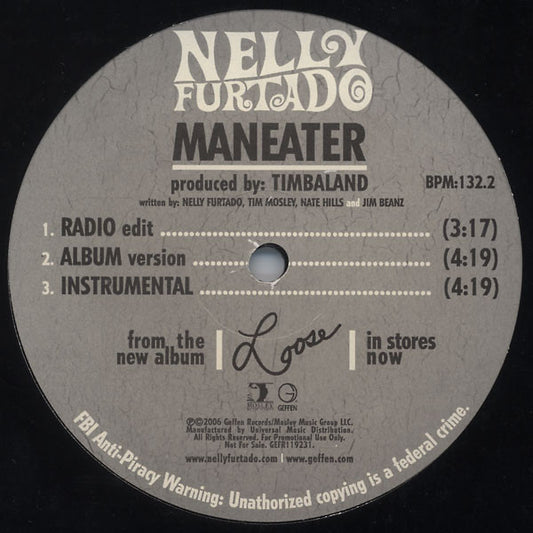 NELLY
FURTADO
MANEATER
produced by: TIMBALAND
BPM:132.2
written by: NELLY FURTADO, TIM MOSLEY, NATE HILLS and JIM BEANZ
1. RADIO edit (3:17)
2. ALBUM version (4:19)
3. INSTRUMENTAL (4:19)
from the
new album
Loose
in stores
now
MOSLEY
G
GEFFEN
℗©2006 Geffen Records/Mosley Music Group LLC.
Manufactured by Universal Music Distribution.
All Rights Reserved. For Promotional Use Only.
Not For Sale. GEFR119231.
www.nellyfurtado.com | www.geffen.com
FBI Anti-Piracy Warning: Unauthorized copying is a federal crime.